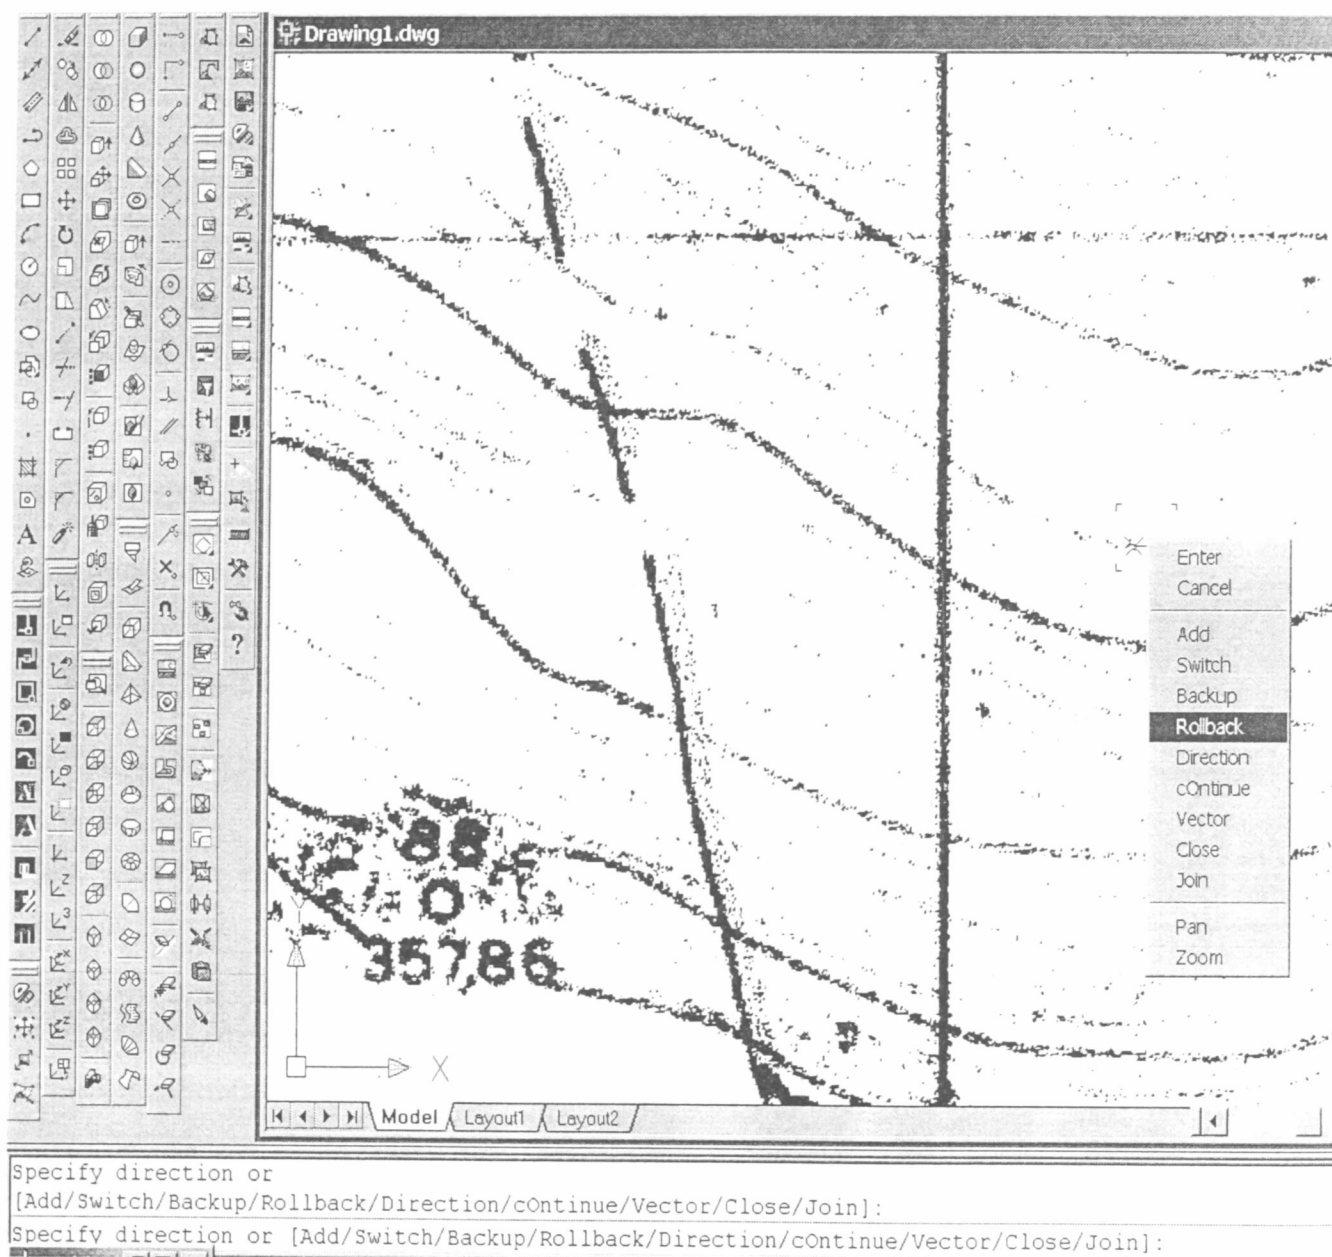 Drawing1.dwg
88
0
357,86
Y
X
Enter
Cancel
Add
Switch
Backup
Rollback
Direction
cOntinue
Vector
Close
Join
Pan
Zoom
Model Layout1 Layout2
Specify direction or
[Add/Switch/Backup/Rollback/Direction/cOntinue/Vector/Close/Join]:
Specify direction or [Add/Switch/Backup/Rollback/Direction/cOntinue/Vector/Close/Join]: